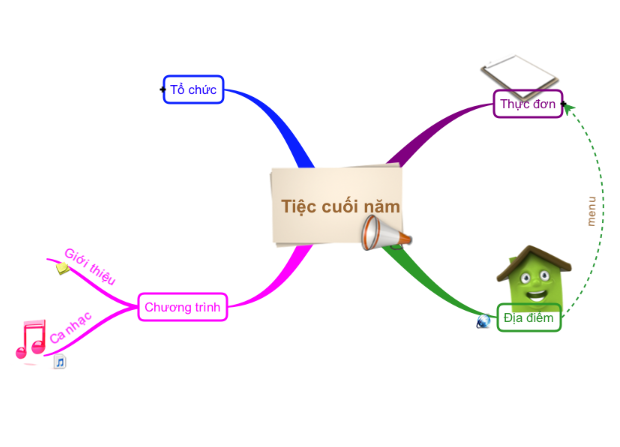 Tổ chức
Thực đơn
Tiệc cuối năm
menu
Giới thiệu
Chương trình
Ca nhạc
Địa điểm